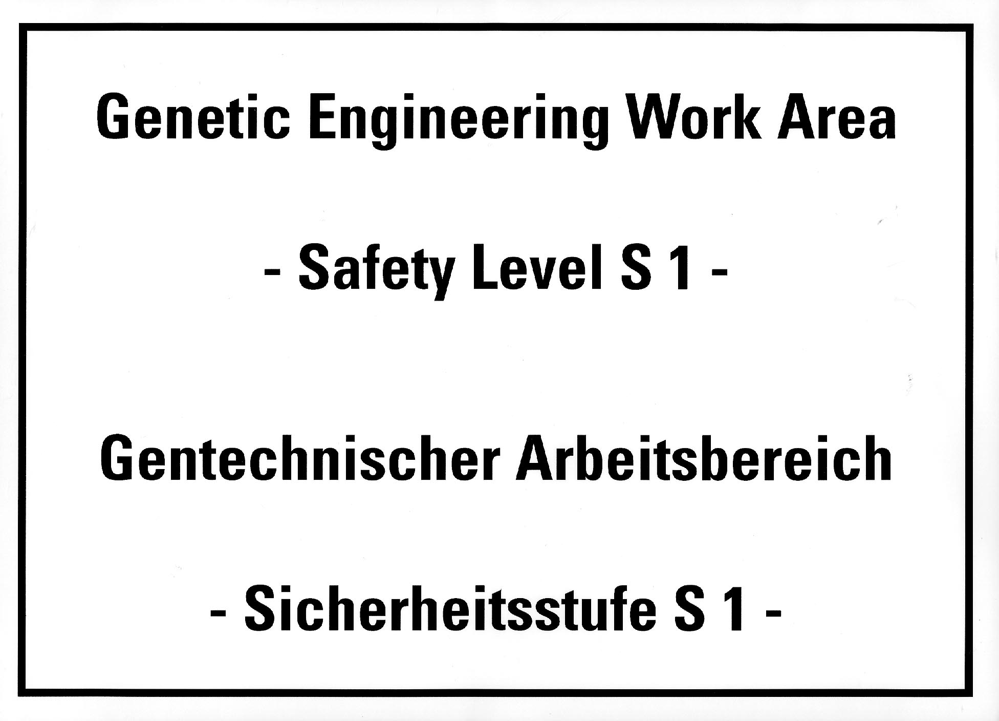 Genetic Engineering Work Area
- Safety Level S 1 -
Gentechnischer Arbeitsbereich
- Sicherheitsstufe S 1 -